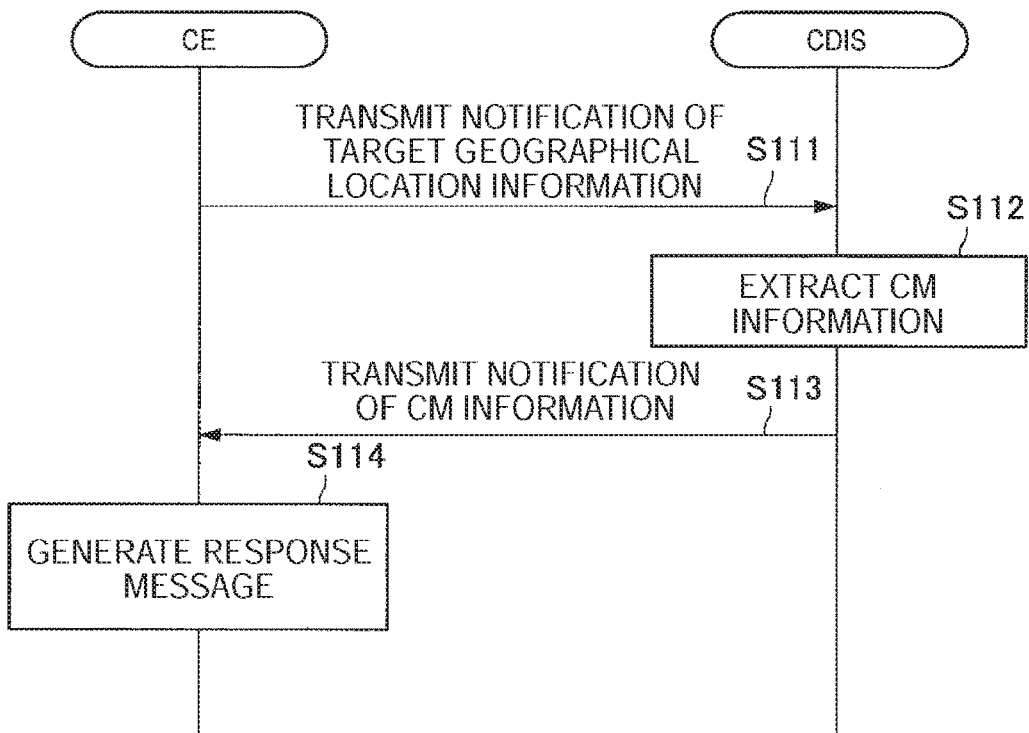 CE
CDIS
TRANSMIT NOTIFICATION OF
TARGET GEOGRAPHICAL
LOCATION INFORMATION
S111
S112
EXTRACT CM
INFORMATION
TRANSMIT NOTIFICATION
OF CM INFORMATION
S113
S114
GENERATE RESPONSE
MESSAGE